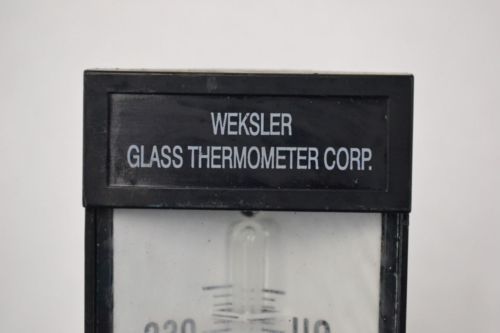 WEKSLER
GLASS THERMOMETER CORP.